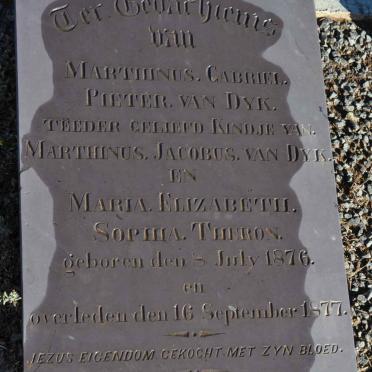 Ter. Gedachtenis
van
MARTHINUS. GABRIEL.
PIETER. VAN DYK.
TEEDER GELIEFD KINDJE VAN.
MARTHINUS. JACOBUS. VAN DYK.
EN
MARIA. ELIZABETH.
SOPHIA. THERON.
geboren den 8 July 1876.
en
overleden den 16 September 1877.
JEZUS EIGENDOM GEKOCHT MET ZYN BLOED.